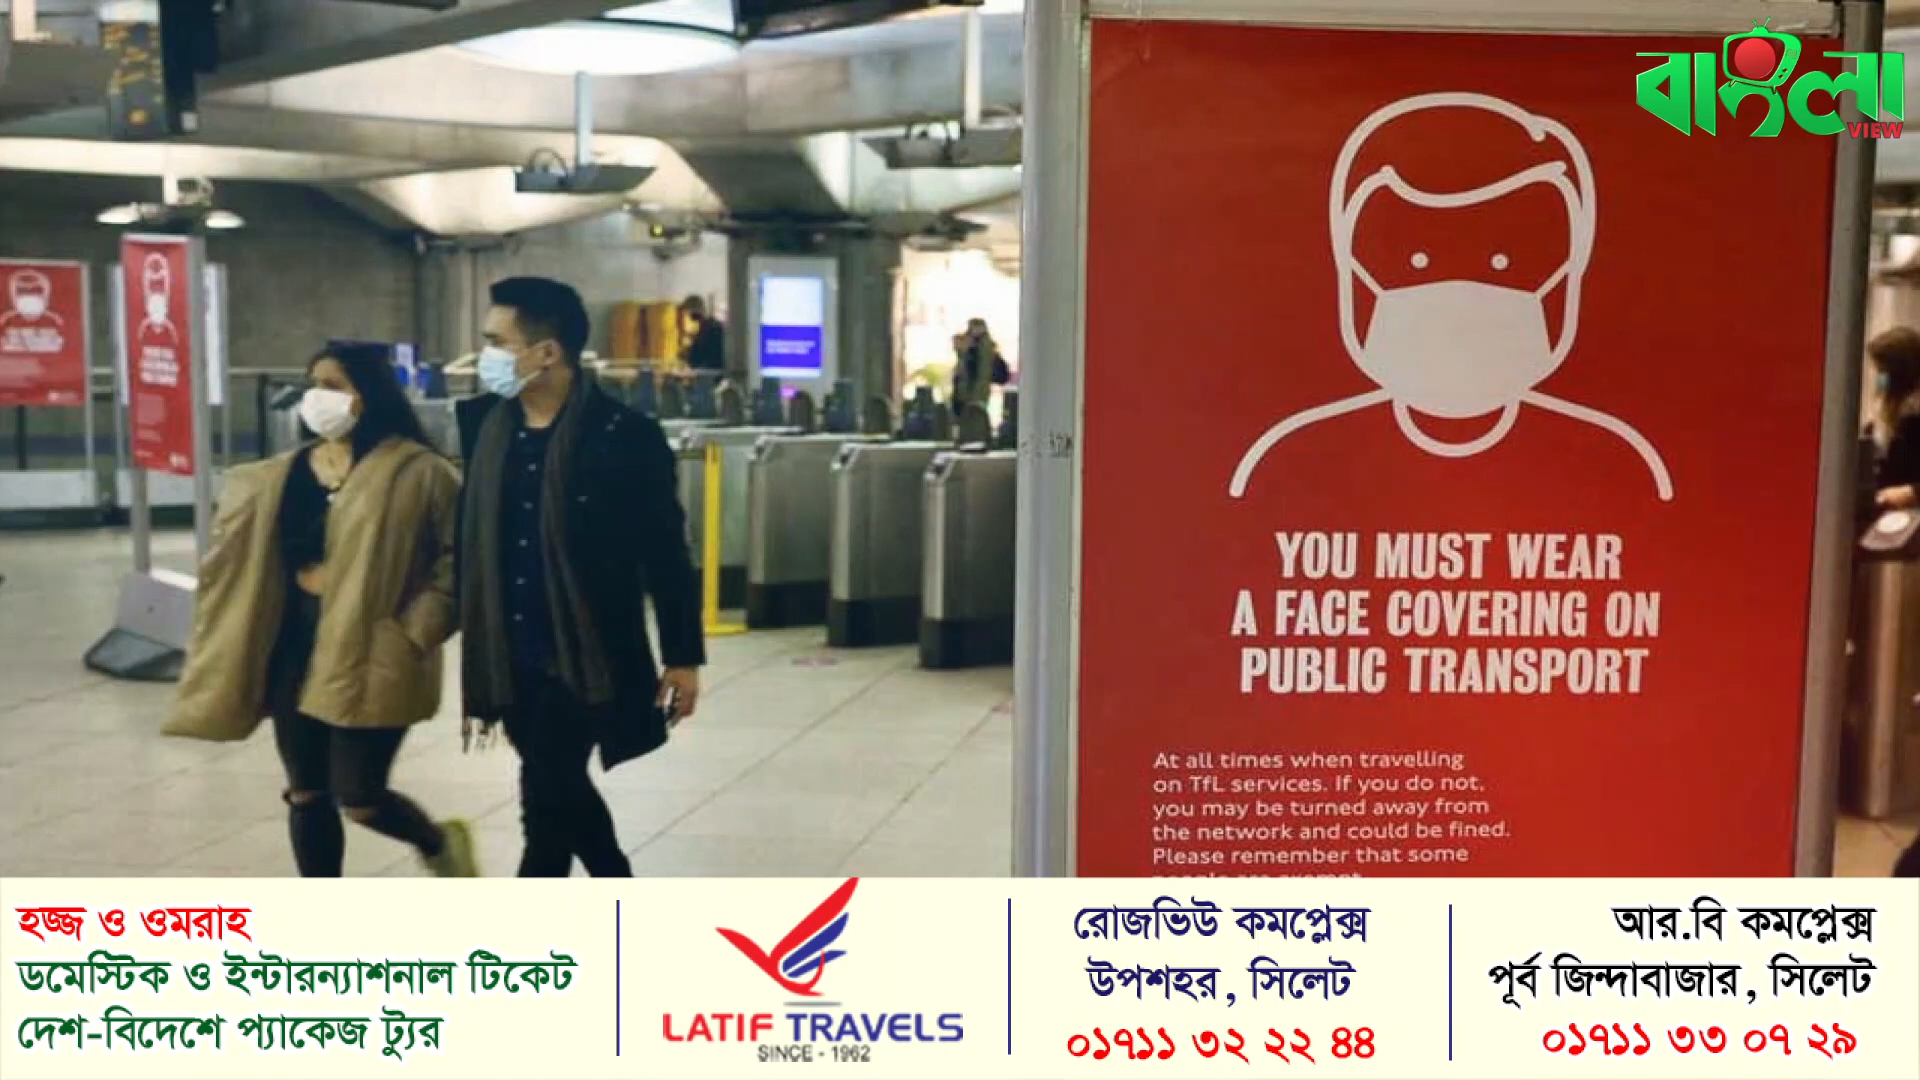 বাংলা
VIEW
YOU MUST WEAR
A FACE COVERING ON
PUBLIC TRANSPORT
At all times when travelling
on TfL services. If you do not,
you may be turned away from
the network and could be fined.
Please remember that some
people are exempt.
হজ্জ ও ওমরাহ
ডমেস্টিক ও ইন্টারন্যাশনাল টিকেট
দেশ-বিদেশে প্যাকেজ ট্যুর
LATIF TRAVELS
SINCE - 1962
রোজভিউ কমপ্লেক্স
উপশহর, সিলেট
০১৭১১ ৩২ ২২ ৪৪
আর.বি কমপ্লেক্স
পূর্ব জিন্দাবাজার, সিলেট
০১৭১১ ৩৩ ০৭ ২৯